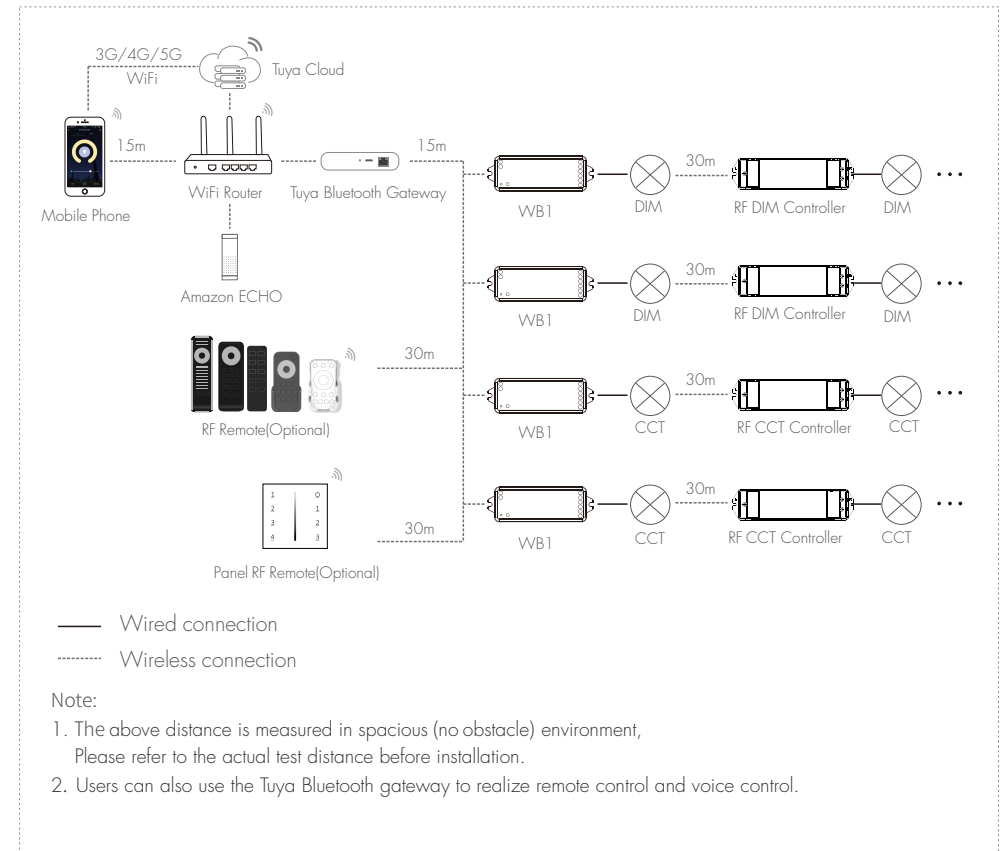 3G/4G/5G
WiFi
Tuya Cloud
15m
15m
WiFi Router
Tuya Bluetooth Gateway
Mobile Phone
Amazon ECHO
WB1
DIM
30m
RF DIM Controller
DIM
...
WB1
DIM
30m
RF DIM Controller
DIM
...
30m
RF Remote(Optional)
WB1
CCT
30m
RF CCT Controller
CCT
...
1
2
3
4
1
2
3
30m
Panel RF Remote(Optional)
WB1
CCT
30m
RF CCT Controller
CCT
...
Wired connection
Wireless connection
Note:
1. The above distance is measured in spacious (no obstacle) environment,
Please refer to the actual test distance before installation.
2. Users can also use the Tuya Bluetooth gateway to realize remote control and voice control.